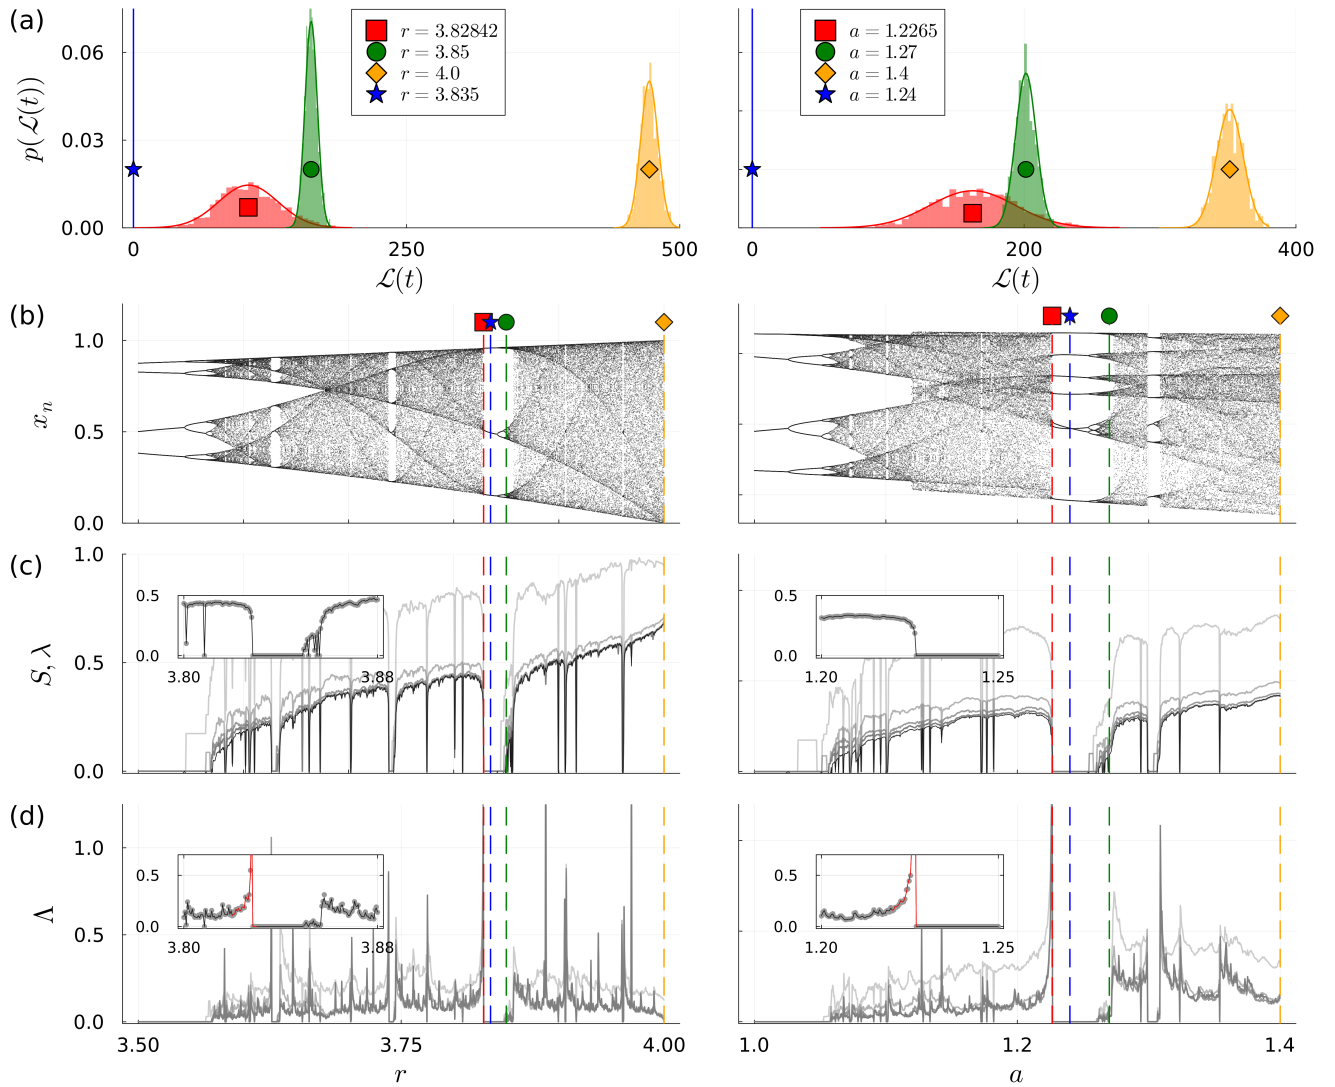 (a)
p(ℒ(t))
0.06
0.03
0.00
r = 3.82842
r = 3.85
r = 4.0
r = 3.835
0
250
500
ℒ(t)
a = 1.2265
a = 1.27
a = 1.4
a = 1.24
0
200
400
ℒ(t)
(b)
x_n
1.0
0.5
0.0
(c)
S, λ
1.0
0.5
0.0
0.5
0.0
3.80
3.88
0.5
0.0
1.20
1.25
(d)
Λ
1.0
0.5
0.0
0.5
0.0
3.80
3.88
0.5
0.0
1.20
1.25
3.50
3.75
4.00
r
1.0
1.2
1.4
a